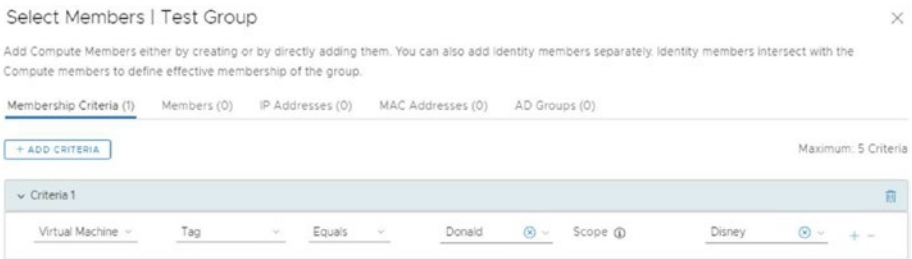 Select Members | Test Group
Add Compute Members either by creating or by directly adding them. You can also add Identity members separately. Identity members intersect with the
Compute members to define effective membership of the group.
Membership Criteria (1) Members (0) IP Addresses (0) MAC Addresses (0) AD Groups (0)
+ ADD CRITERIA Maximum: 5 Criteria
Criteria 1
Virtual Machine Tag Equals Donald Scope Disney